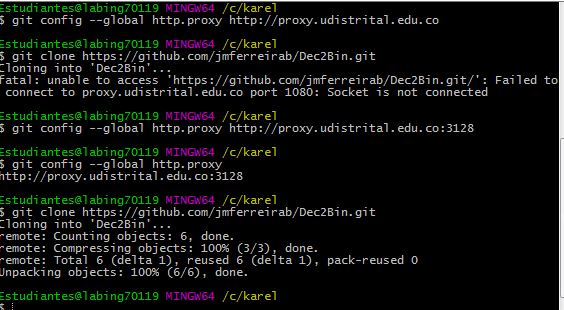 $ git config --global http.proxy http://proxy.udistrital.edu.co
Estudiantes@labing70119 MINGW64 /c/karel
$ git clone https://github.com/jmferreirab/Dec2Bin.git
Cloning into 'Dec2Bin'...
fatal: unable to access 'https://github.com/jmferreirab/Dec2Bin.git/': Failed to
connect to proxy.udistrital.edu.co port 1080: Socket is not connected
Estudiantes@labing70119 MINGW64 /c/karel
$ git config --global http.proxy http://proxy.udistrital.edu.co:3128
Estudiantes@labing70119 MINGW64 /c/karel
$ git config --global http.proxy
http://proxy.udistrital.edu.co:3128
Estudiantes@labing70119 MINGW64 /c/karel
$ git clone https://github.com/jmferreirab/Dec2Bin.git
Cloning into 'Dec2Bin'...
remote: Counting objects: 6, done.
remote: Compressing objects: 100% (3/3), done.
remote: Total 6 (delta 1), reused 6 (delta 1), pack-reused 0
Unpacking objects: 100% (6/6), done.
Estudiantes@labing70119 MINGW64 /c/karel
$